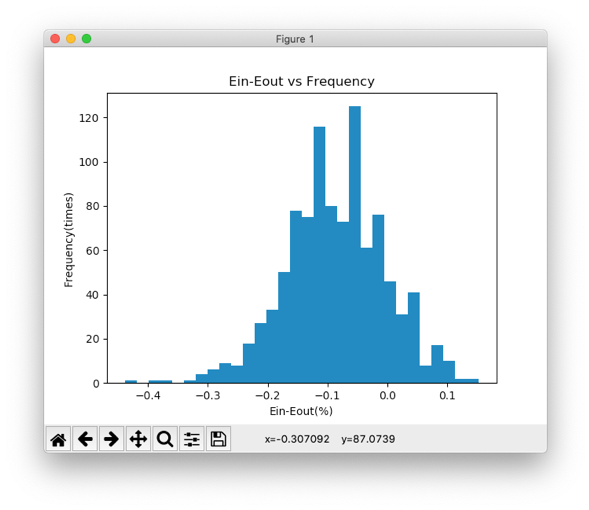 Figure 1
Ein-Eout vs Frequency
120
100
80
60
40
20
0
Frequency(times)
−0.4 −0.3 −0.2 −0.1 0.0 0.1
Ein-Eout(%)
x=-0.307092 y=87.0739